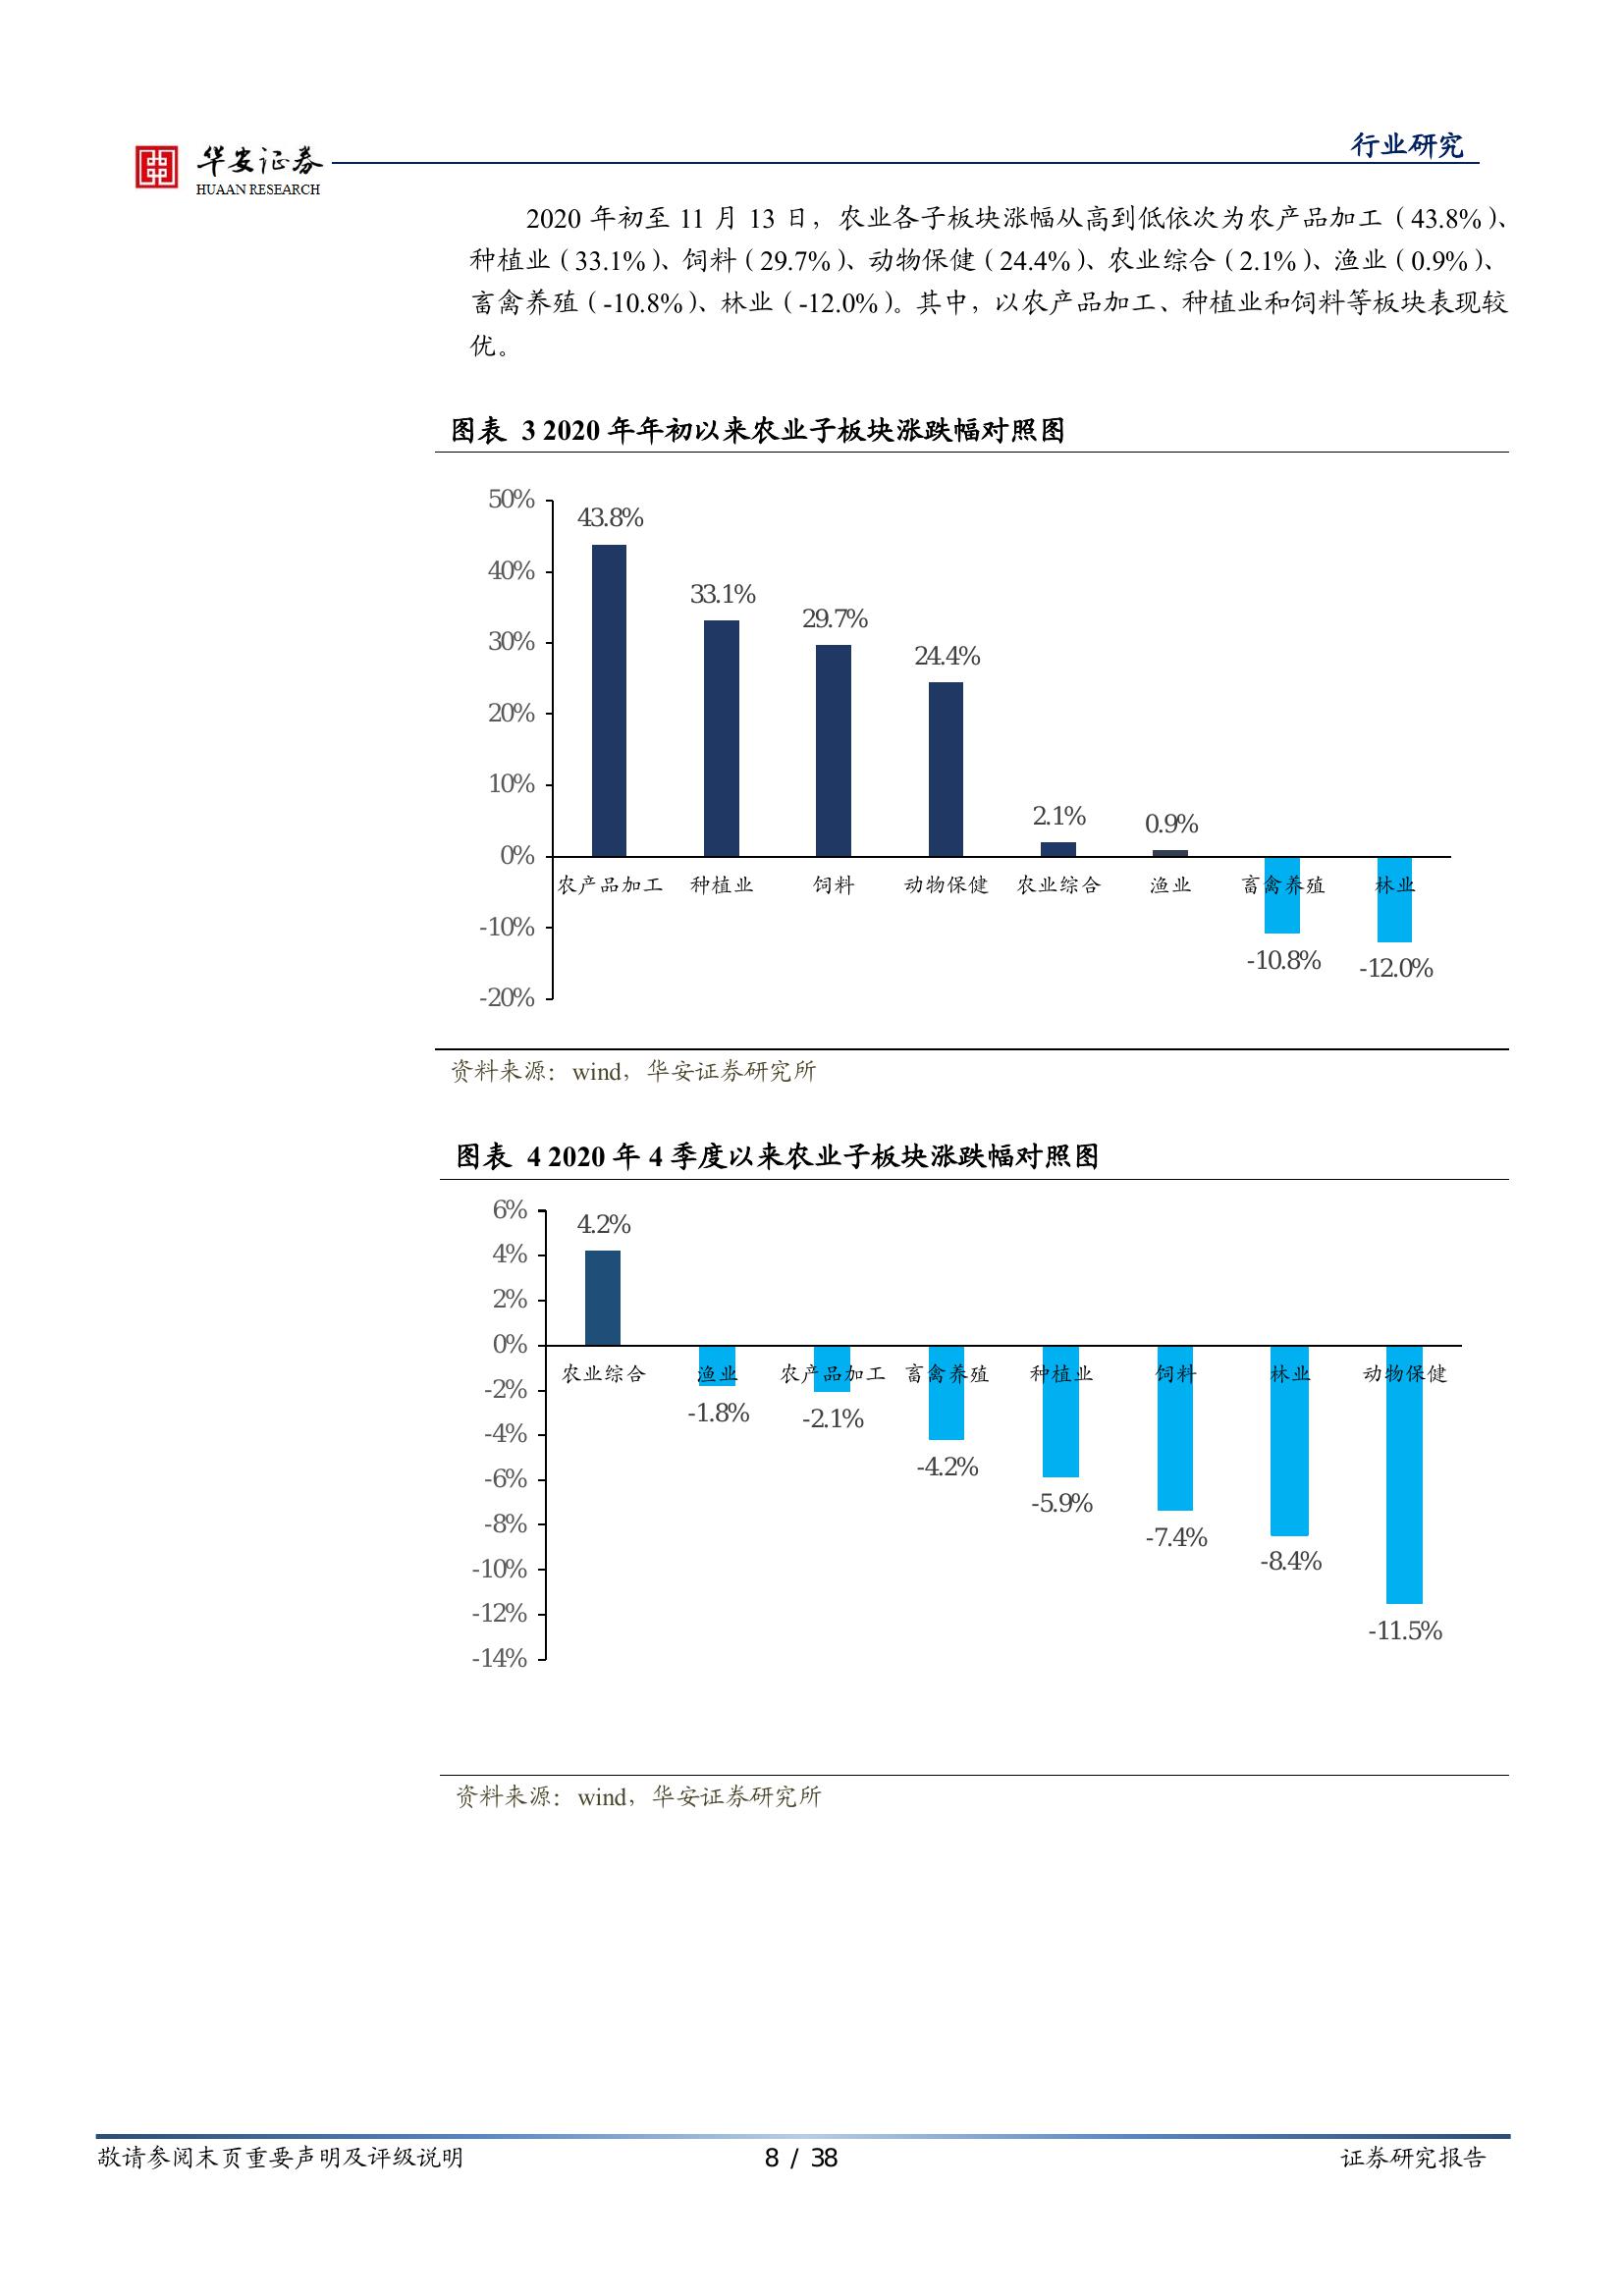 华安证券
HUAAN RESEARCH
行业研究
2020 年初至 11 月 13 日，农业各子板块涨幅从高到低依次为农产品加工（43.8%）、
种植业（33.1%）、饲料（29.7%）、动物保健（24.4%）、农业综合（2.1%）、渔业（0.9%）、
畜禽养殖（-10.8%）、林业（-12.0%）。其中，以农产品加工、种植业和饲料等板块表现较
优。
图表 3 2020 年年初以来农业子板块涨跌幅对照图
50%
40%
30%
20%
10%
0%
-10%
-20%
43.8%
33.1%
29.7%
24.4%
2.1%
0.9%
-10.8%
-12.0%
农产品加工 种植业 饲料 动物保健 农业综合 渔业 畜禽养殖 林业
资料来源：wind，华安证券研究所
图表 4 2020 年 4 季度以来农业子板块涨跌幅对照图
6%
4%
2%
0%
-2%
-4%
-6%
-8%
-10%
-12%
-14%
4.2%
-1.8%
-2.1%
-4.2%
-5.9%
-7.4%
-8.4%
-11.5%
农业综合 渔业 农产品加工 畜禽养殖 种植业 饲料 林业 动物保健
资料来源：wind，华安证券研究所
敬请参阅末页重要声明及评级说明 8 / 38 证券研究报告